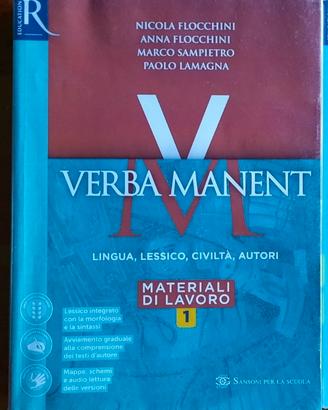 EDUCATION
R
NICOLA FLOCCHINI
ANNA FLOCCHINI
MARCO SAMPIETRO
PAOLO LAMAGNA
VM
VERBA MANENT
LINGUA, LESSICO, CIVILTÀ, AUTORI
MATERIALI
DI LAVORO
1
Lessico integrato
con la morfologia
e la sintassi
Avviamento graduale
alla comprensione
dei testi d'autore
Mappe, schemi
e audio lettura
delle versioni
SANSONI PER LA SCUOLA